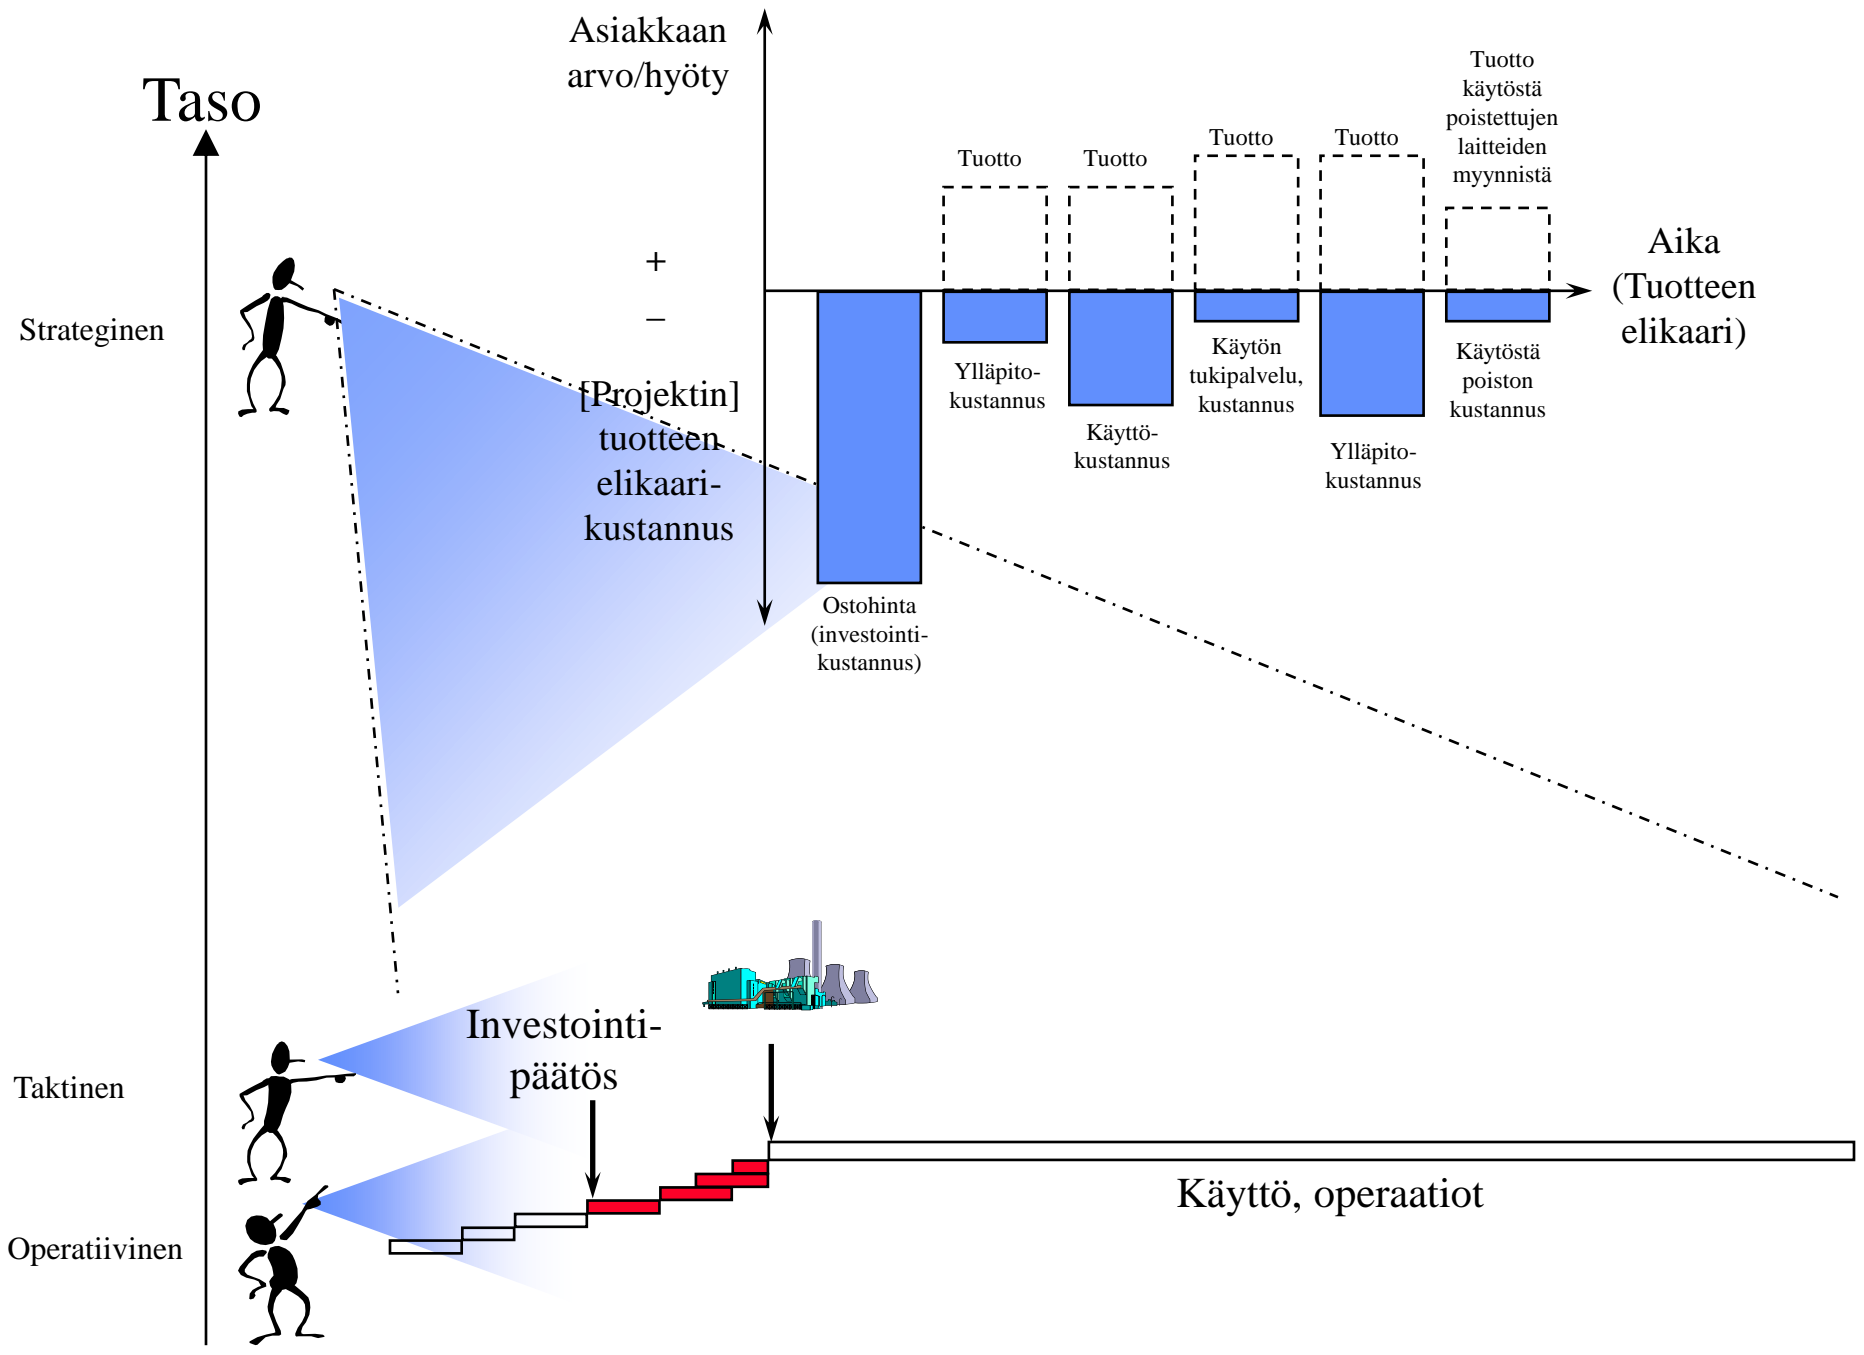 Asiakkaan
arvo/hyöty
Taso
Tuotto
käytöstä
poistettujen
laitteiden
myynnistä
Tuotto
Tuotto
Tuotto
Tuotto
+
–
Aika
(Tuotteen
elikaari)
Strateginen
[Projektin]
tuotteen
elikaari-
kustannus
Ylläpito-
kustannus
Käyttö-
kustannus
Käytön
tukipalvelu,
kustannus
Ylläpito-
kustannus
Käytöstä
poiston
kustannus
Ostohinta
(investointi-
kustannus)
Investointi-
päätös
Taktinen
Käyttö, operaatiot
Operatiivinen